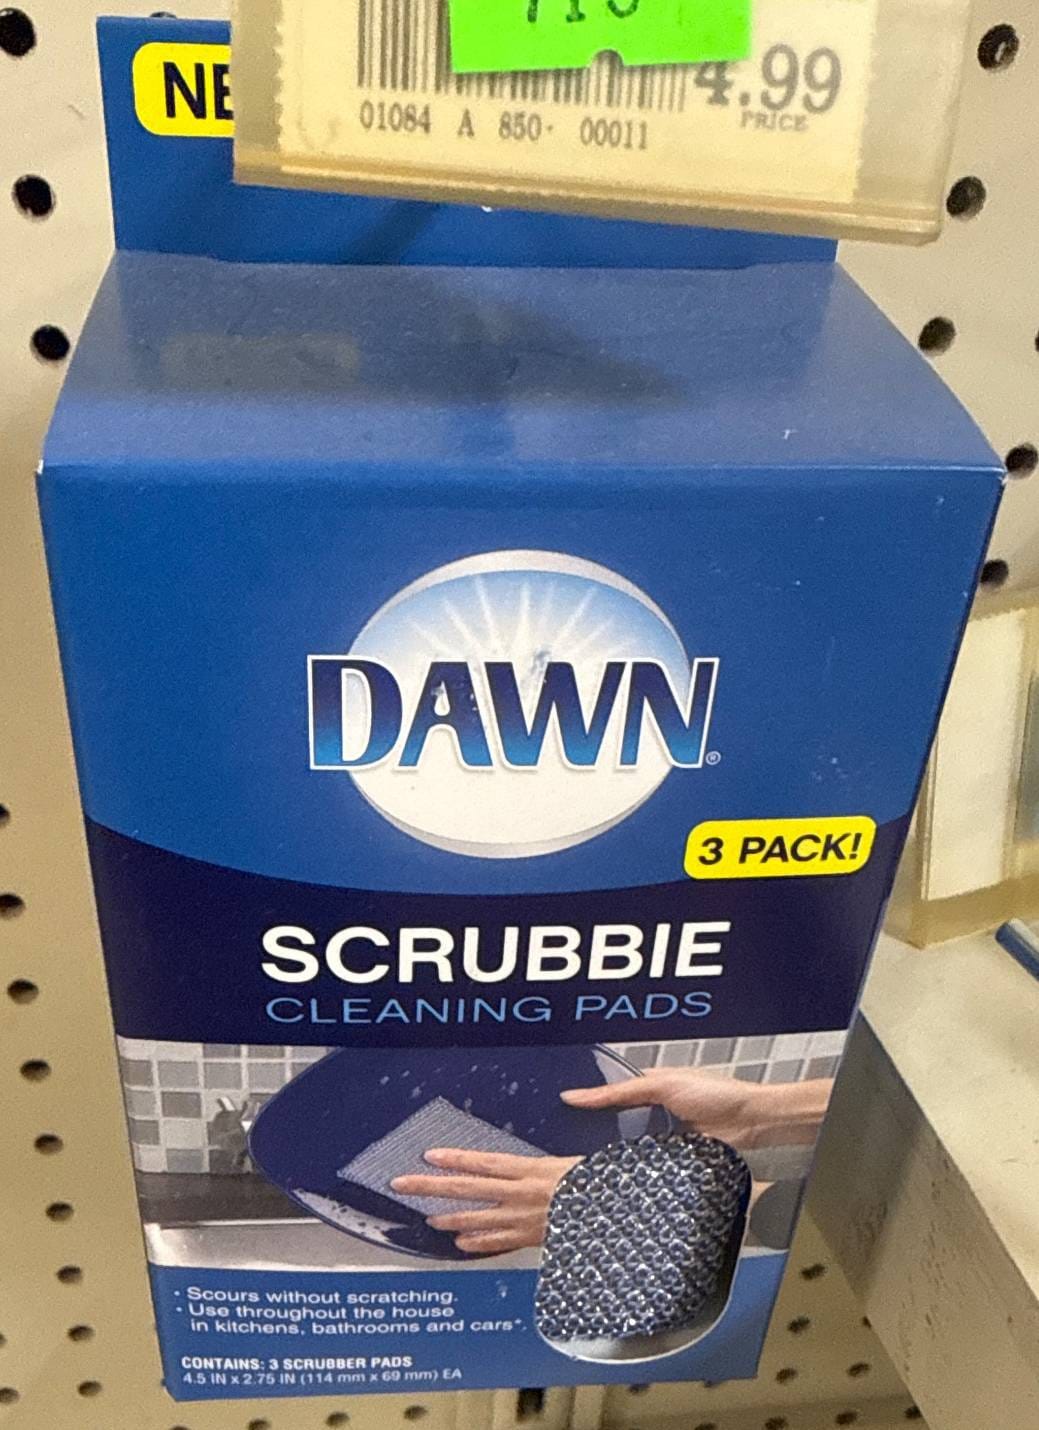 4.99
PRICE
01084 A 850- 00011
DAWN®
3 PACK!
SCRUBBIE
CLEANING PADS
• Scours without scratching.
• Use throughout the house
in kitchens, bathrooms and cars*.
CONTAINS: 3 SCRUBBER PADS
4.5 IN x 2.75 IN (114 mm x 69 mm) EA